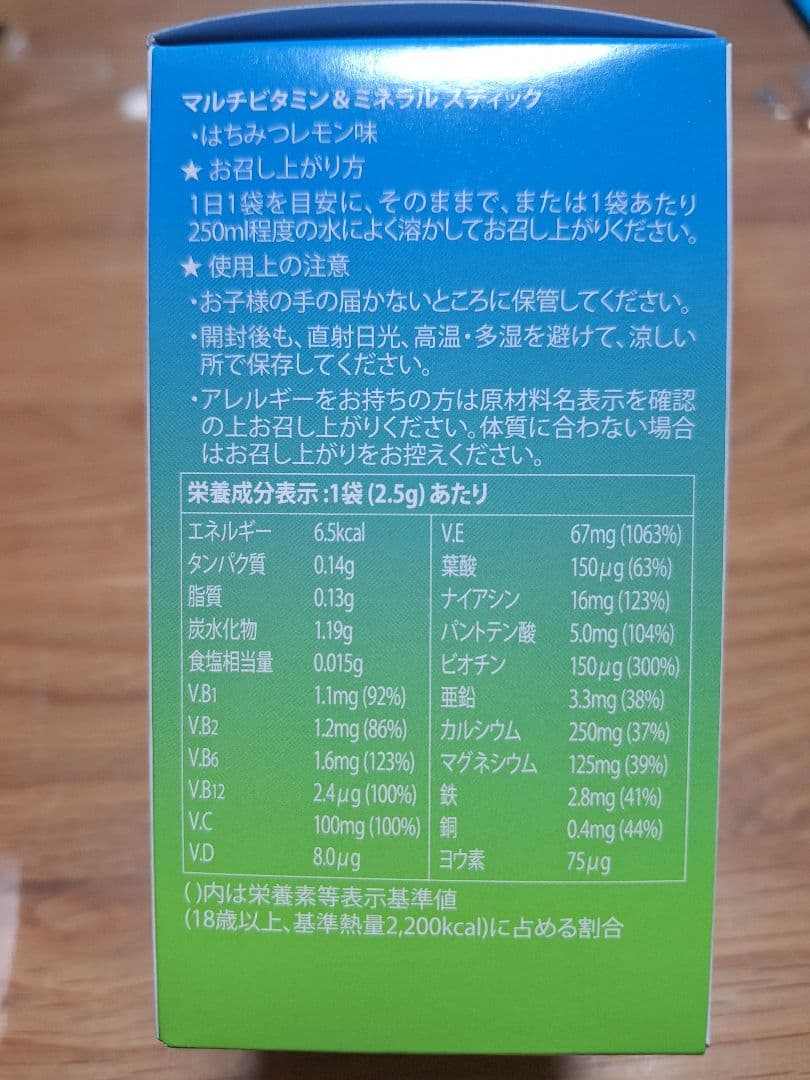 マルチビタミン&ミネラル スティック
・はちみつレモン味
★ お召し上がり方
1日1袋を目安に、そのままで、または1袋あたり
250ml程度の水によく溶かしてお召し上がりください。
★ 使用上の注意
・お子様の手の届かないところに保管してください。
・開封後も、直射日光、高温・多湿を避けて、涼しい
所で保存してください。
・アレルギーをお持ちの方は原材料名表示を確認
の上お召し上がりください。体質に合わない場合
はお召し上がりをお控えください。
栄養成分表示:1袋(2.5g)あたり
エネルギー 6.5kcal
タンパク質 0.14g
脂質 0.13g
炭水化物 1.19g
食塩相当量 0.015g
V.B1 1.1mg(92%)
V.B2 1.2mg(86%)
V.B6 1.6mg(123%)
V.B12 2.4μg(100%)
V.C 100mg(100%)
V.D 8.0μg
V.E 67mg(1063%)
葉酸 150μg(63%)
ナイアシン 16mg(123%)
パントテン酸 5.0mg(104%)
ビオチン 150μg(300%)
亜鉛 3.3mg(38%)
カルシウム 250mg(37%)
マグネシウム 125mg(39%)
鉄 2.8mg(41%)
銅 0.4mg(44%)
ヨウ素 75μg
( )内は栄養素等表示基準値
(18歳以上、基準熱量2,200kcal)に占める割合